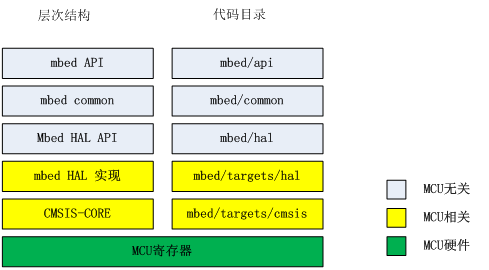 层次结构 代码目录
mbed API mbed/api
mbed common mbed/common
Mbed HAL API mbed/hal
mbed HAL 实现 mbed/targets/hal
CMSIS-CORE mbed/targets/cmsis
MCU寄存器
MCU无关
MCU相关
MCU硬件